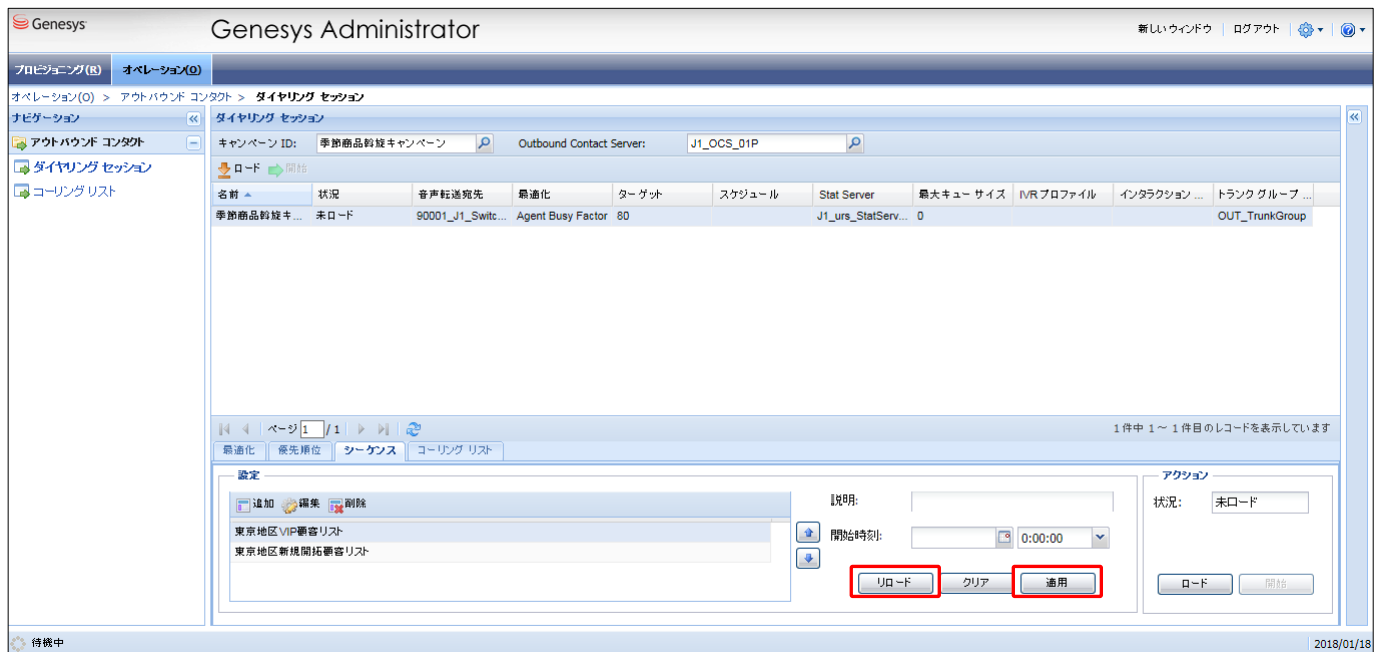 Genesys
Genesys Administrator
新しいウィンドウ | ログアウト
プロビジョニング(R) オペレーション(O)
オペレーション(O) > アウトバウンド コンタクト > ダイヤリング セッション
ナビゲーション
ダイヤリング セッション
アウトバウンド コンタクト
キャンペーン ID: 季節商品斡旋キャンペーン Outbound Contact Server: J1_OCS_01P
ダイヤリング セッション
ロード 開始
コーリング リスト
名前 状況 音声転送宛先 最適化 ターゲット スケジュール Stat Server 最大キュー サイズ IVR プロファイル インタラクション ... トランク グループ ...
季節商品斡旋キ... 未ロード 90001_J1_Switc... Agent Busy Factor 80 J1_urs_StatServ... 0 OUT_TrunkGroup
ページ 1 / 1
1 件中 1 ～ 1 件目のレコードを表示しています
最適化 優先順位 シーケンス コーリング リスト
設定
追加 編集 削除
東京地区VIP顧客リスト
東京地区新規開拓顧客リスト
説明:
開始時刻: 0:00:00
リロード クリア 適用
アクション
状況: 未ロード
ロード 開始
待機中
2018/01/18